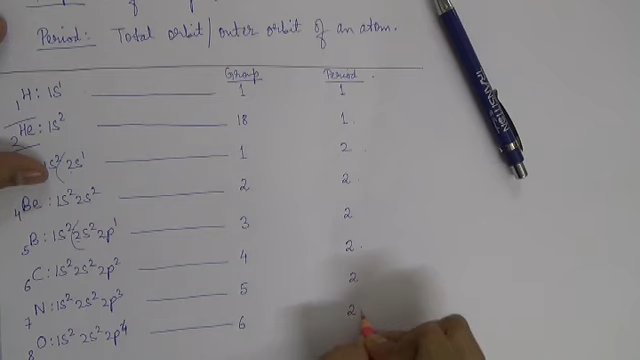 of
Period: Total orbit/outer orbit of an atom.
Group Period
1H: 1s1 1 1
2He: 1s2 18 1
1s2 2s1 1 2
4Be: 1s2 2s2 2 2
5B: 1s2 2s2 2p1 3 2
6C: 1s2 2s2 2p2 4 2
7N: 1s2 2s2 2p3 5 2
8O: 1s2 2s2 2p4 6 2
TRANSITION